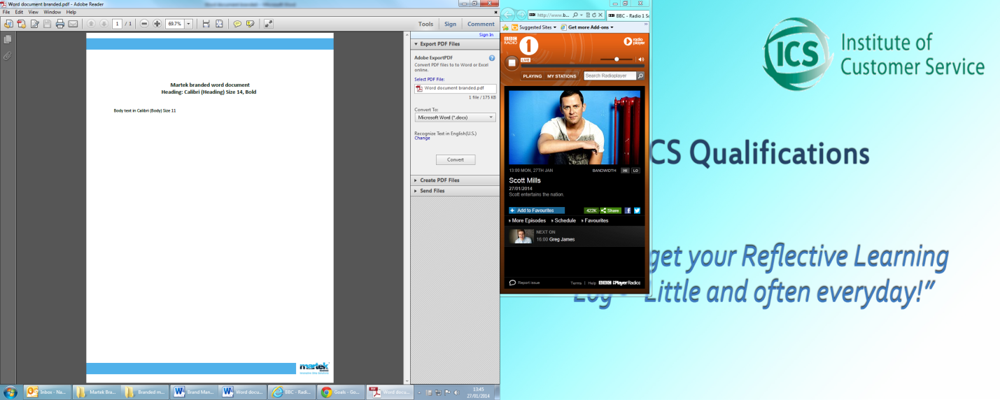 Word document branded.pdf - Adobe Reader
File Edit View Window Help
1 / 1 69.7%
Tools Sign Comment
Sign In
Martek branded word document
Heading: Calibri (Heading) Size 14, Bold
Body text in Calibri (Body) Size 11
martek
Export PDF Files
Adobe ExportPDF
Convert PDF files to to Word or Excel
online.
Select PDF File:
Word document branded.pdf
1 file / 175 KB
Convert To:
Microsoft Word (*.docx)
Recognize Text in English(U.S.)
Change
Convert
Create PDF Files
Send Files
http://www.b...
BBC - Radio 1 Sc
Suggested Sites
Get more Add-ons
BBC
RADIO
1
radio
player
LIVE
PLAYING MY STATIONS Search Radioplayer
13:00 MON, 27TH JAN BANDWIDTH HI LO
Scott Mills
27/01/2014
Scott entertains the nation.
+ Add to Favourites 422K Share
More Episodes Schedule Favourites
NEXT ON
16:00 Greg James
Report issue Terms | Help BBC iPlayer Radio
ICS
Institute of
Customer Service
CS Qualifications
get your Reflective Learning
Little and often everyday!”
Inbox - Na...
Martek Bra...
Branded m...
Brand Man...
Word docu...
BBC - Radi...
Goals - Go...
Word docu...
13:45
27/01/2014